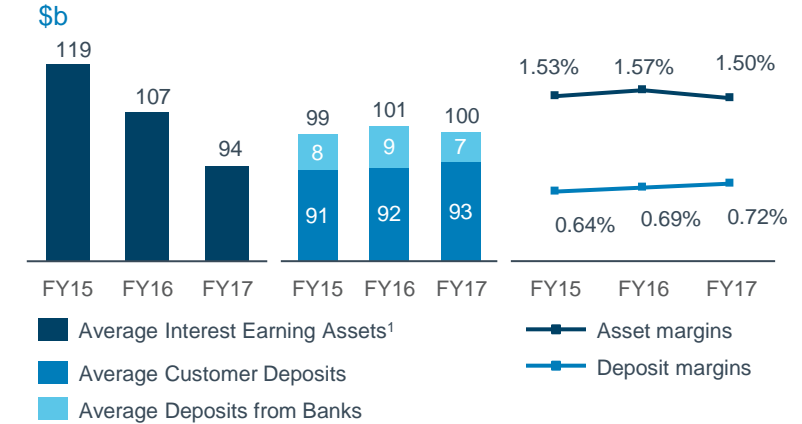 $b
119
107
94
99
8
91
101
9
92
100
7
93
1.53%
1.57%
1.50%
0.64%
0.69%
0.72%
FY15 FY16 FY17
FY15 FY16 FY17
FY15 FY16 FY17
Average Interest Earning Assets¹
Average Customer Deposits
Average Deposits from Banks
Asset margins
Deposit margins